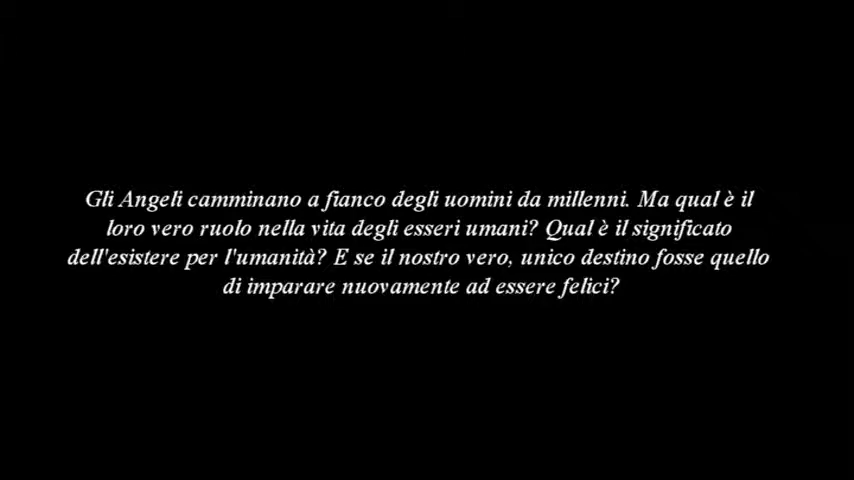 Gli Angeli camminano a fianco degli uomini da millenni. Ma qual è il
loro vero ruolo nella vita degli esseri umani? Qual è il significato
dell'esistere per l'umanità? E se il nostro vero, unico destino fosse quello
di imparare nuovamente ad essere felici?